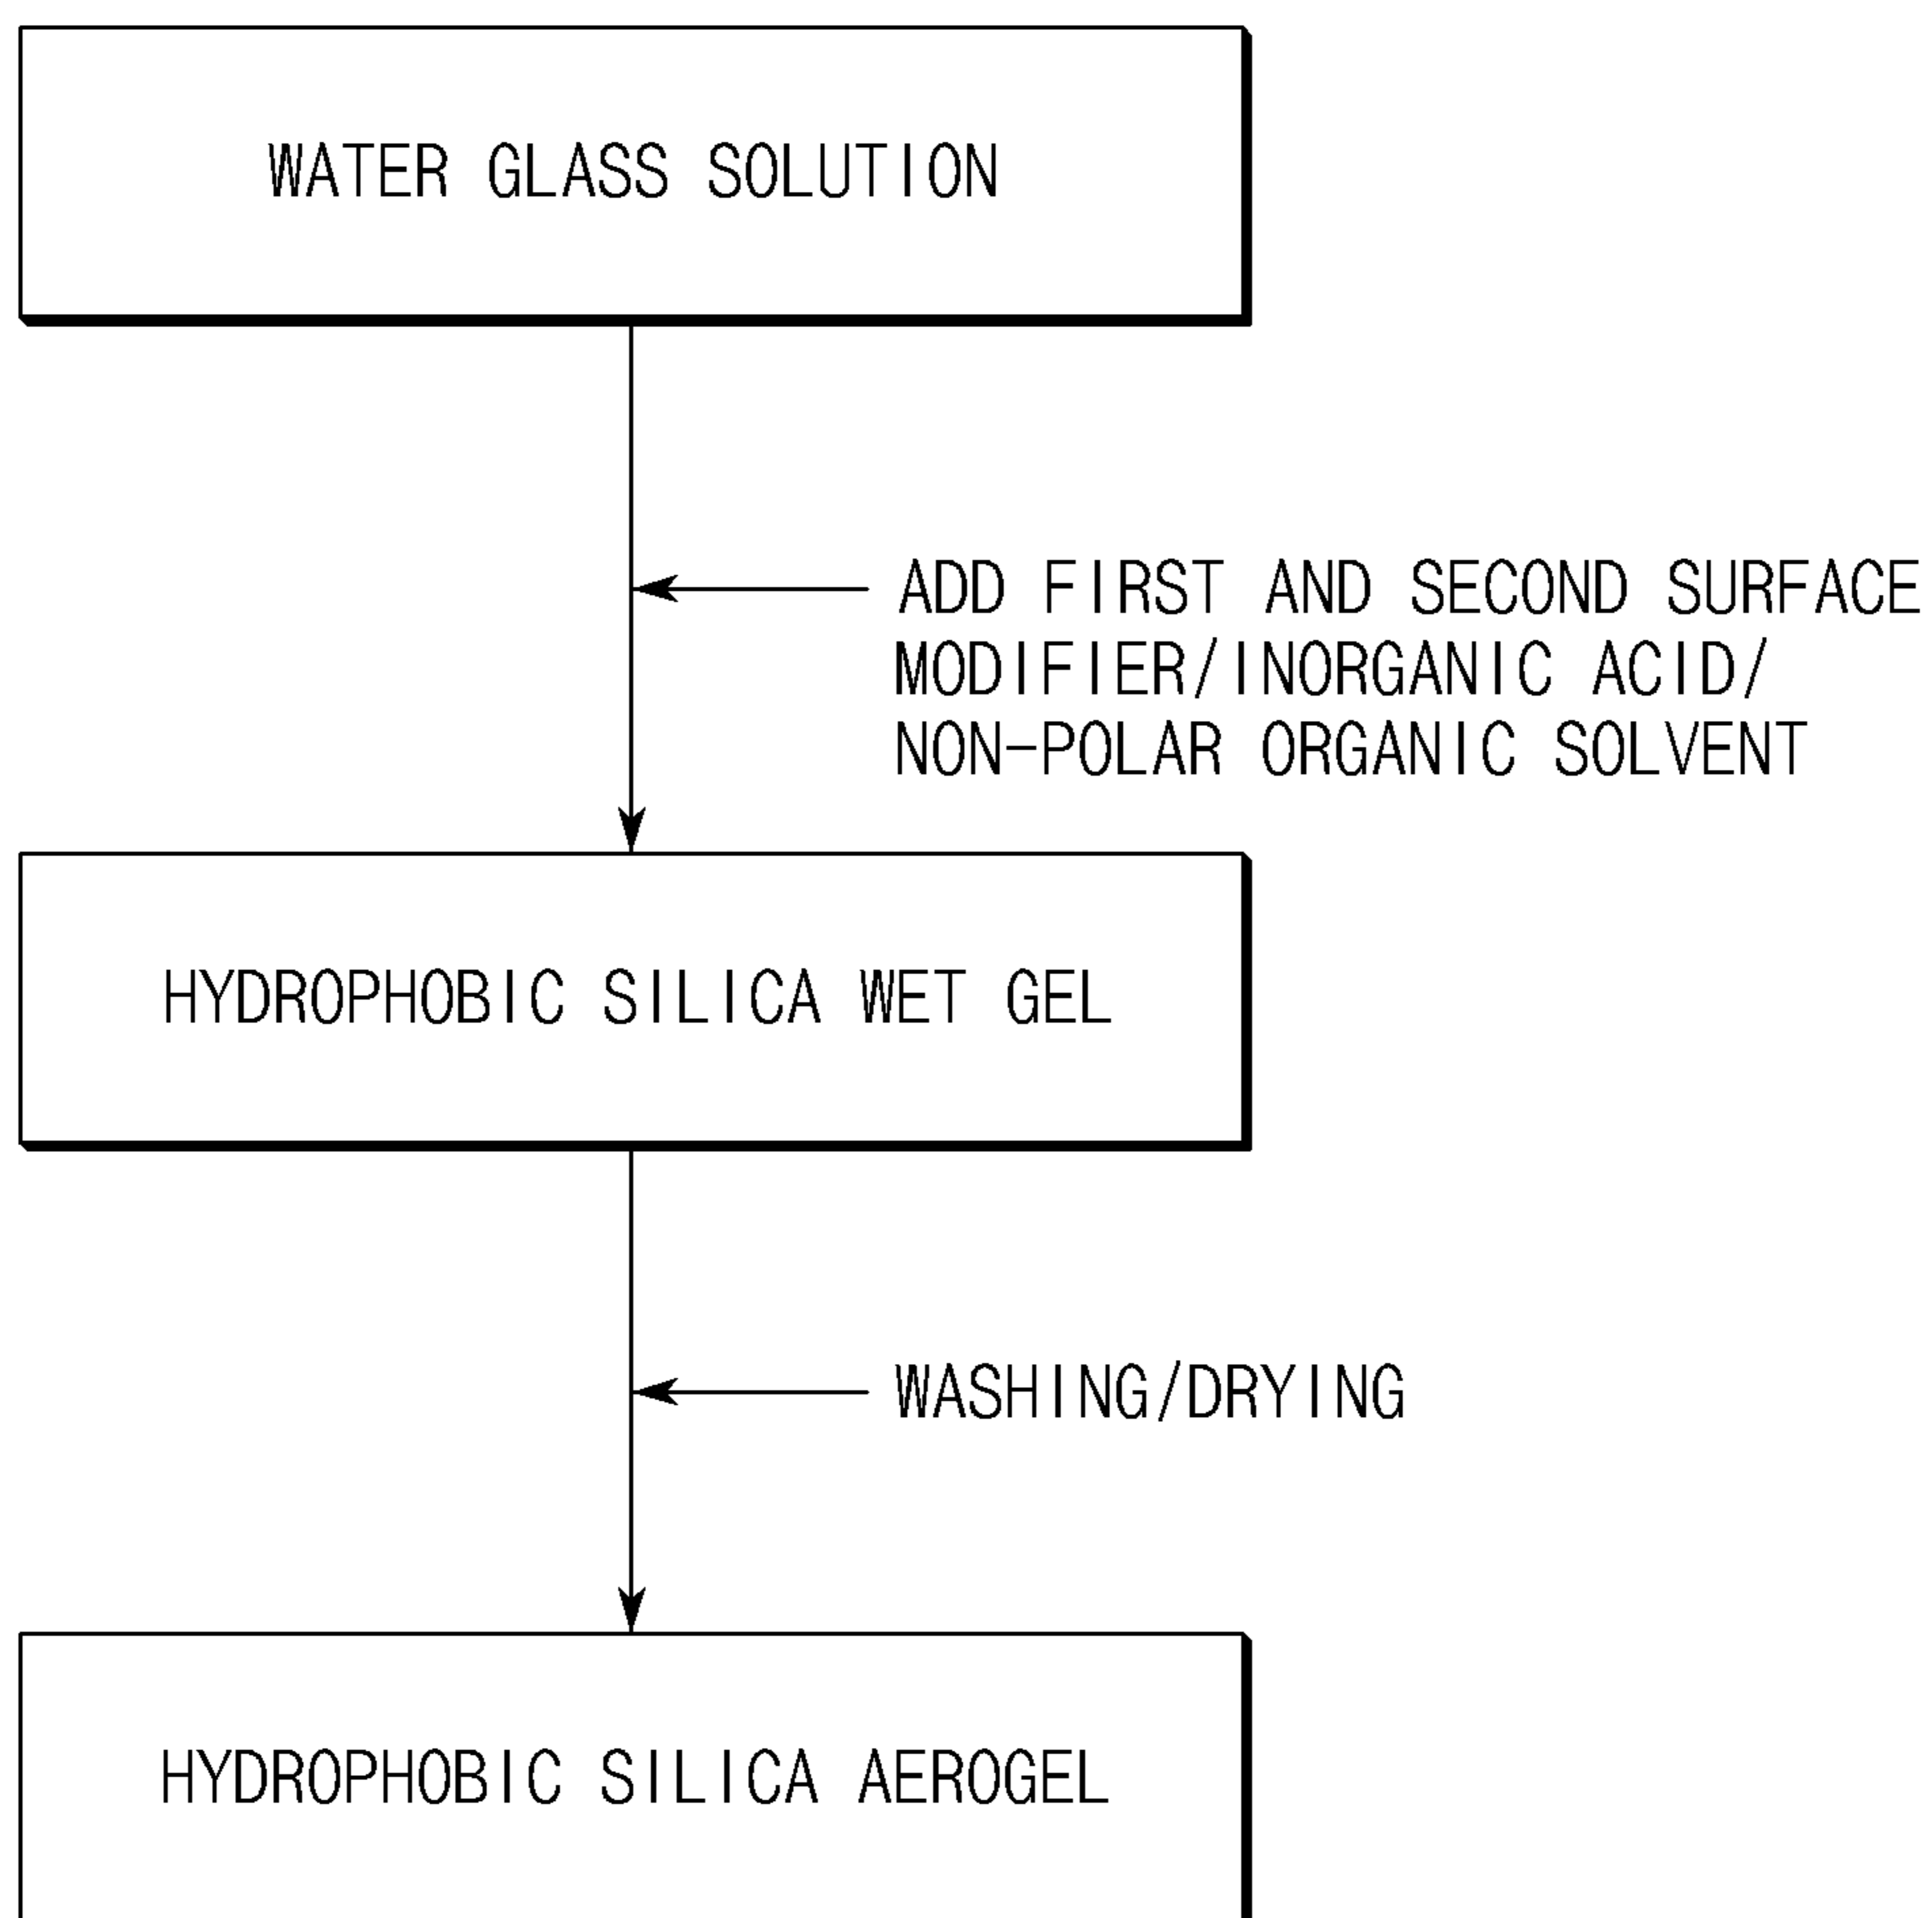 WATER GLASS SOLUTION
ADD FIRST AND SECOND SURFACE
MODIFIER/INORGANIC ACID/
NON-POLAR ORGANIC SOLVENT
HYDROPHOBIC SILICA WET GEL
WASHING/DRYING
HYDROPHOBIC SILICA AEROGEL